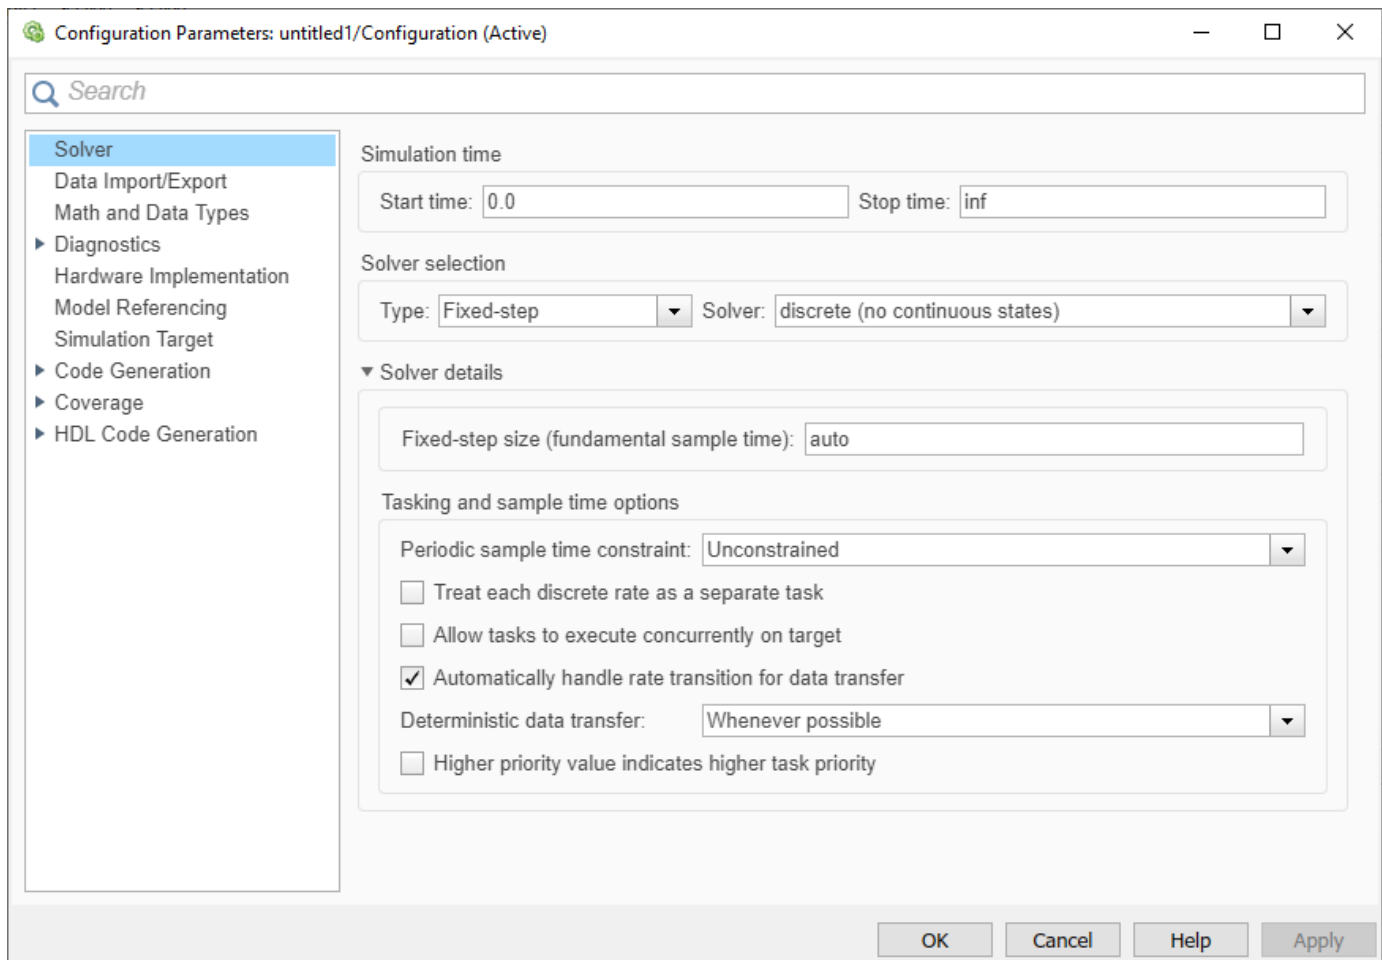 Configuration Parameters: untitled1/Configuration (Active)
Search
Solver
Data Import/Export
Math and Data Types
Diagnostics
Hardware Implementation
Model Referencing
Simulation Target
Code Generation
Coverage
HDL Code Generation
Simulation time
Start time: 0.0 Stop time: inf
Solver selection
Type: Fixed-step Solver: discrete (no continuous states)
Solver details
Fixed-step size (fundamental sample time): auto
Tasking and sample time options
Periodic sample time constraint: Unconstrained
Treat each discrete rate as a separate task
Allow tasks to execute concurrently on target
Automatically handle rate transition for data transfer
Deterministic data transfer: Whenever possible
Higher priority value indicates higher task priority
OK Cancel Help Apply